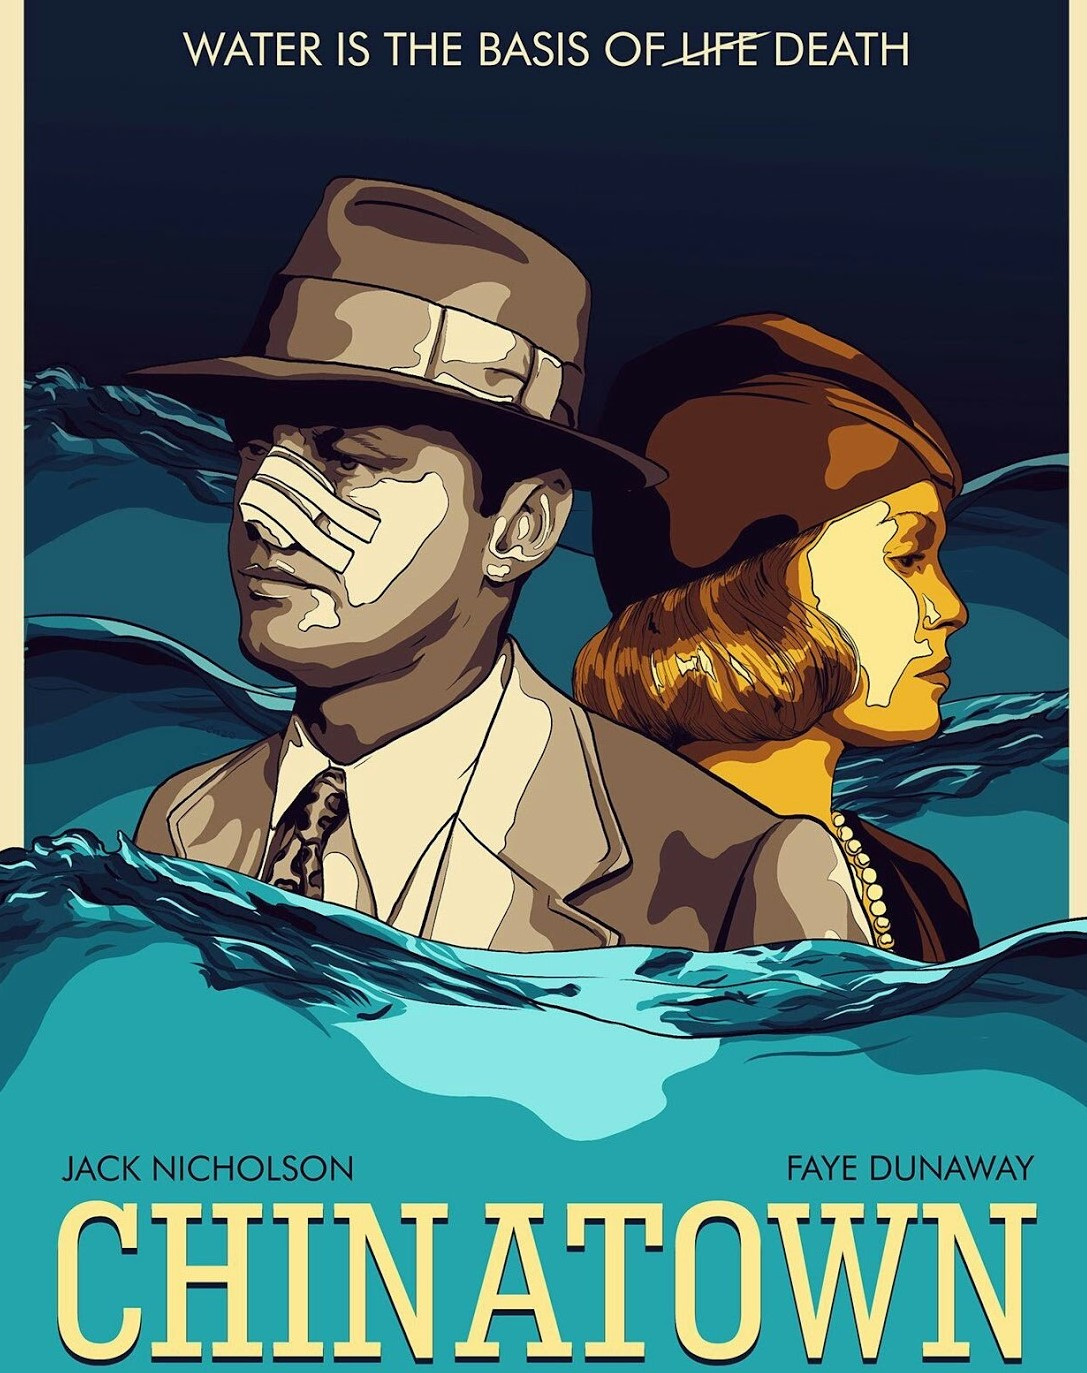 WATER IS THE BASIS OF LIFE DEATH
JACK NICHOLSON FAYE DUNAWAY
CHINATOWN